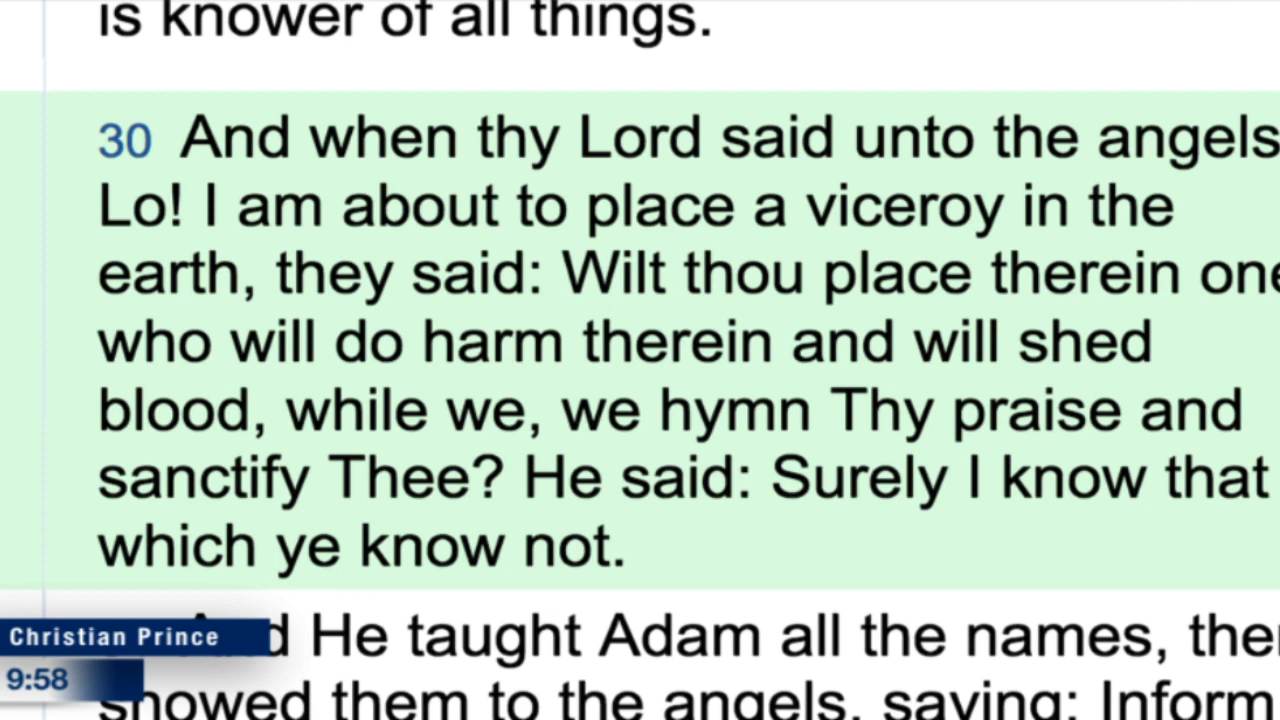 is knower of all things.
30 And when thy Lord said unto the angels
Lo! I am about to place a viceroy in the
earth, they said: Wilt thou place therein one
who will do harm therein and will shed
blood, while we, we hymn Thy praise and
sanctify Thee? He said: Surely I know that
which ye know not.
And He taught Adam all the names, then
showed them to the angels, saying: Inform
Christian Prince
9:58